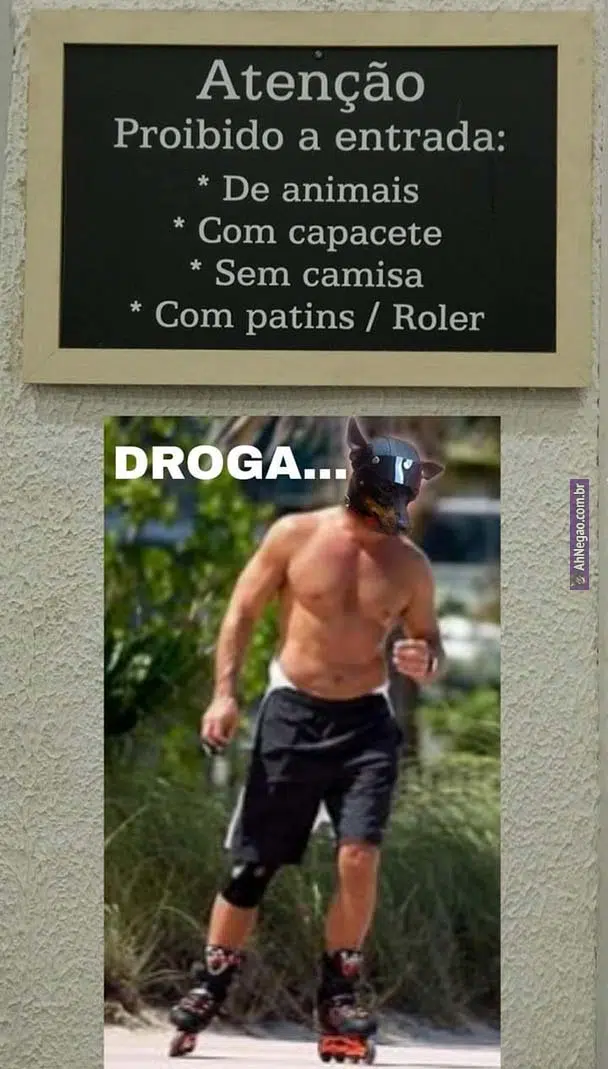 Atenção
Proibido a entrada:
* De animais
* Com capacete
* Sem camisa
* Com patins / Roler
DROGA...
AhNegao.com.br